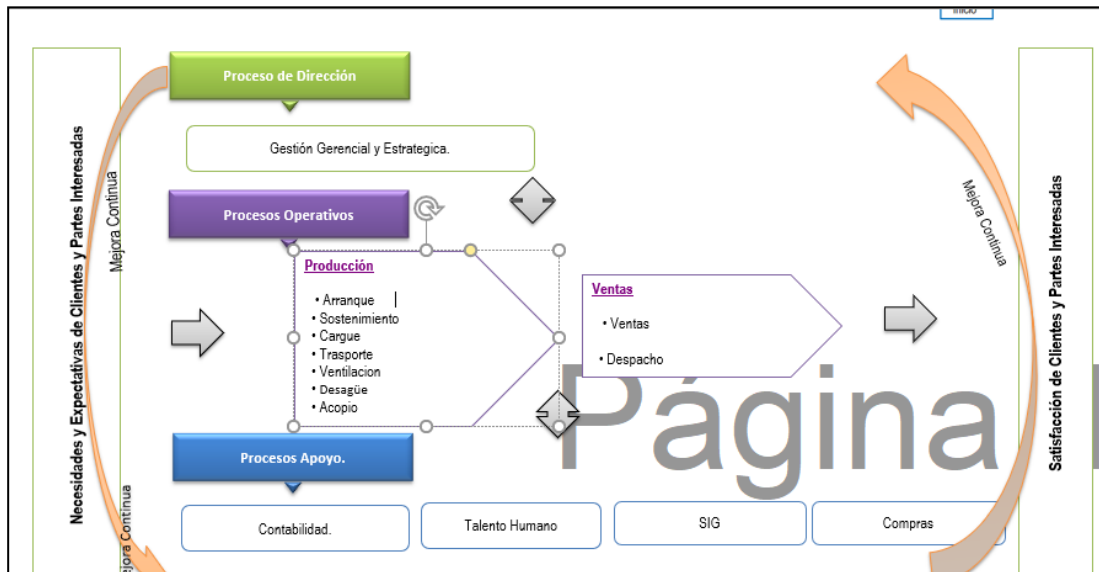 Inicio
Proceso de Dirección
Gestión Gerencial y Estrategica.
Necesidades y Expectativas de Clientes y Partes Interesadas
Mejora Continua
Procesos Operativos
Producción
• Arranque
• Sostenimiento
• Cargue
• Trasporte
• Ventilacion
• Desagüe
• Acopio
Ventas
• Ventas
• Despacho
Mejora Continua
Satisfacción de Clientes y Partes Interesadas
Página
Procesos Apoyo.
Contabilidad.
Talento Humano
SIG
Compras
ejora Continua